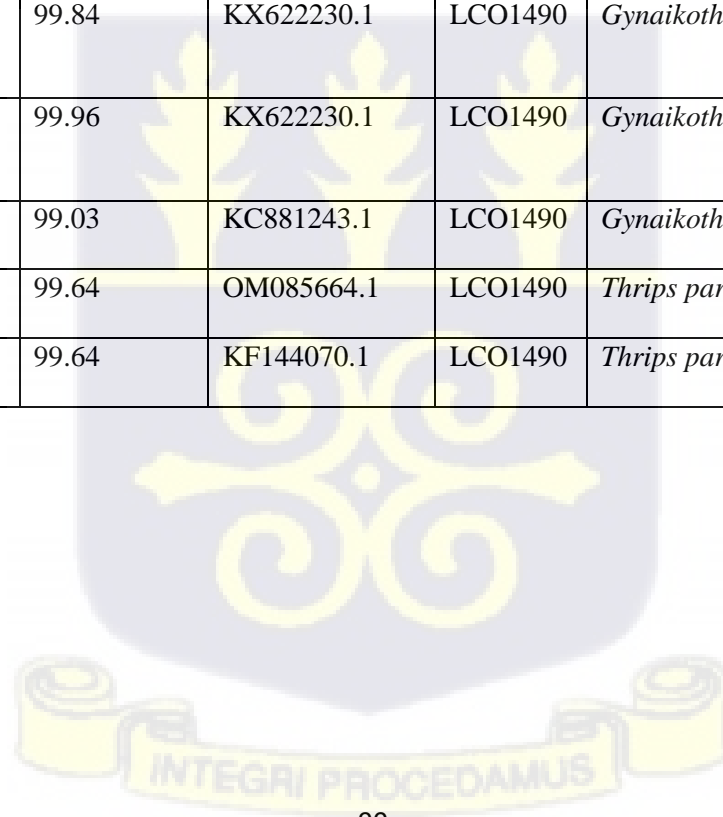 99.84 KX622230.1 LCO1490 Gynaikoth
99.96 KX622230.1 LCO1490 Gynaikoth
99.03 KC881243.1 LCO1490 Gynaikoth
99.64 OM085664.1 LCO1490 Thrips par
99.64 KF144070.1 LCO1490 Thrips par
INTEGRI PROCEDAMUS